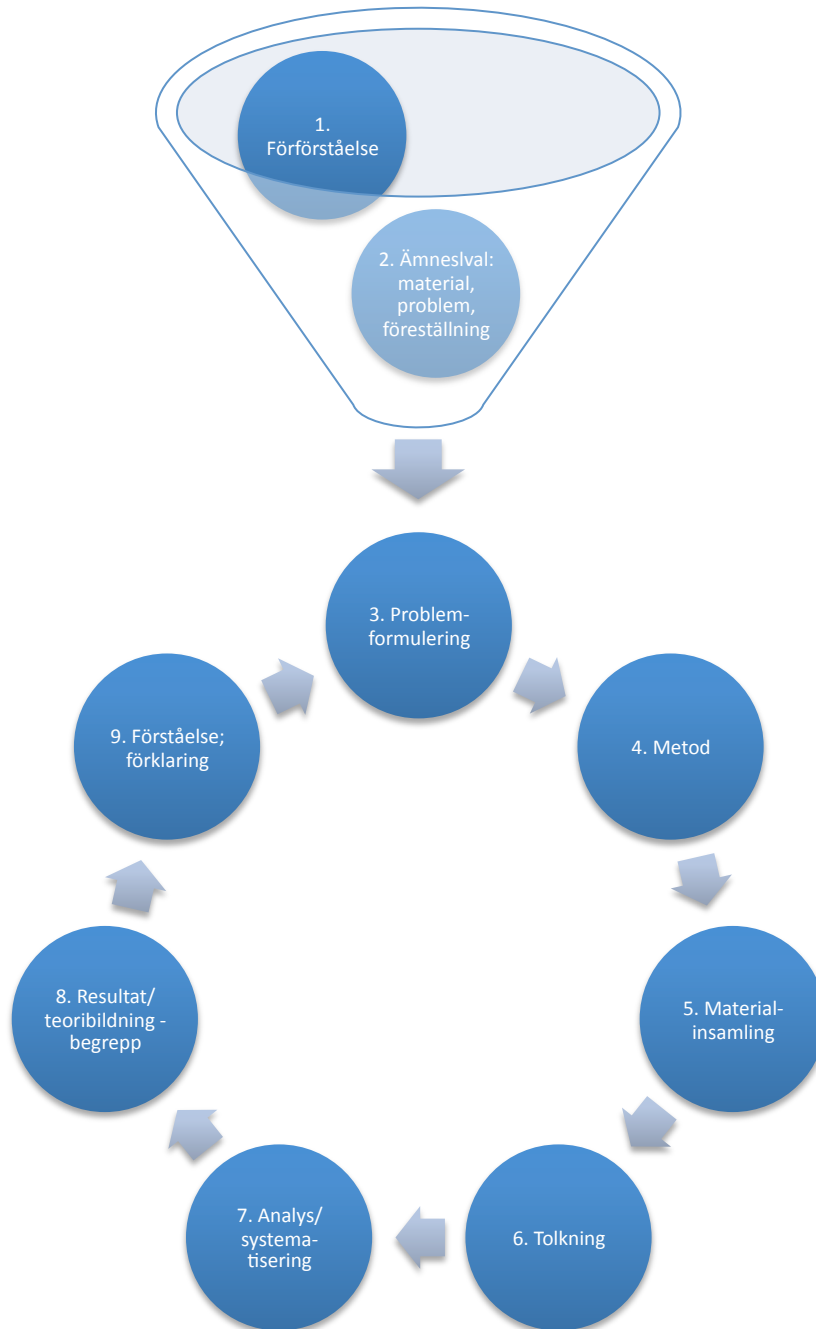 1.
Förförståelse
2. Ämneslval:
material,
problem,
föreställning
3. Problem-
formulering
4. Metod
5. Material-
insamling
6. Tolkning
7. Analys/
systema-
tisering
8. Resultat/
teoribildning -
begrepp
9. Förståelse;
förklaring